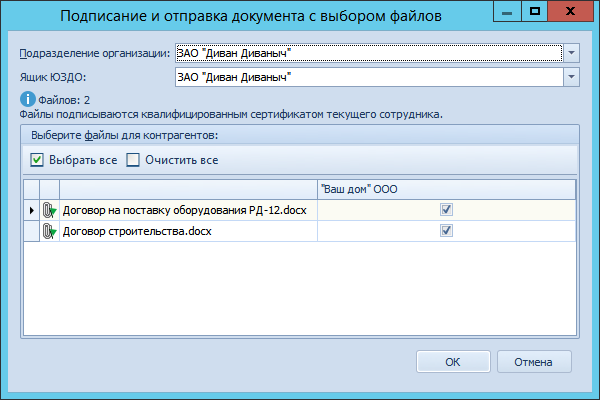 Подписание и отправка документа с выбором файлов
Подразделение организации: ЗАО "Диван Диваныч"
Ящик ЮЗДО: ЗАО "Диван Диваныч"
Файлов: 2
Файлы подписываются квалифицированным сертификатом текущего сотрудника.
Выберите файлы для контрагентов:
Выбрать все Очистить все
"Ваш дом" ООО
Договор на поставку оборудования РД-12.docx
Договор строительства.docx
ОК Отмена